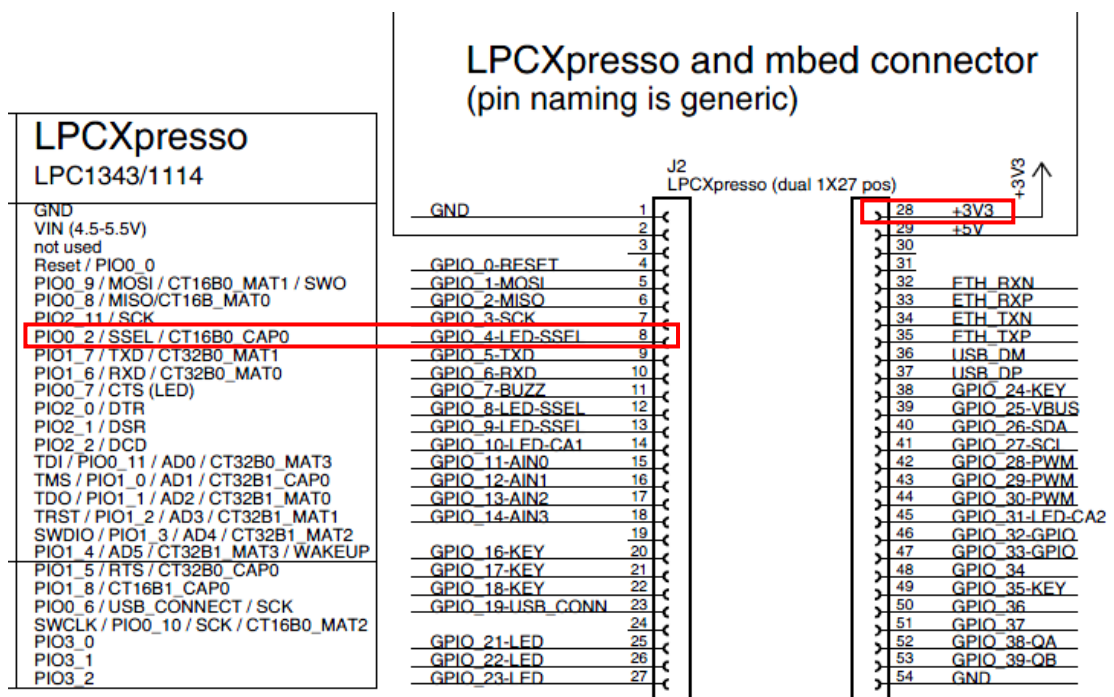 LPCXpresso and mbed connector
(pin naming is generic)
LPCXpresso
LPC1343/1114
J2
LPCXpresso (dual 1X27 pos)
+3V3
GND GND 1 28 +3V3
VIN (4.5-5.5V) 2 29 +5V
not used 3 30
Reset / PIO0_0 GPIO_0-RESET 4 31
PIO0_9 / MOSI / CT16B0_MAT1 / SWO GPIO_1-MOSI 5 32 ETH_RXN
PIO0_8 / MISO/CT16B_MAT0 GPIO_2-MISO 6 33 ETH_RXP
PIO2_11 / SCK GPIO_3-SCK 7 34 ETH_TXN
PIO0_2 / SSEL / CT16B0_CAP0 GPIO_4-LED-SSEL 8 35 ETH_TXP
PIO1_7 / TXD / CT32B0_MAT1 GPIO_5-TXD 9 36 USB_DM
PIO1_6 / RXD / CT32B0_MAT0 GPIO_6-RXD 10 37 USB_DP
PIO0_7 / CTS (LED) GPIO_7-BUZZ 11 38 GPIO_24-KEY
PIO2_0 / DTR GPIO_8-LED-SSEL 12 39 GPIO_25-VBUS
PIO2_1 / DSR GPIO_9-LED-SSEL 13 40 GPIO_26-SDA
PIO2_2 / DCD GPIO_10-LED-CA1 14 41 GPIO_27-SCL
TDI / PIO0_11 / AD0 / CT32B0_MAT3 GPIO_11-AIN0 15 42 GPIO_28-PWM
TMS / PIO1_0 / AD1 / CT32B1_CAP0 GPIO_12-AIN1 16 43 GPIO_29-PWM
TDO / PIO1_1 / AD2 / CT32B1_MAT0 GPIO_13-AIN2 17 44 GPIO_30-PWM
TRST / PIO1_2 / AD3 / CT32B1_MAT1 GPIO_14-AIN3 18 45 GPIO_31-LED-CA2
SWDIO / PIO1_3 / AD4 / CT32B1_MAT2 19 46 GPIO_32-GPIO
PIO1_4 / AD5 / CT32B1_MAT3 / WAKEUP GPIO_16-KEY 20 47 GPIO_33-GPIO
PIO1_5 / RTS / CT32B0_CAP0 GPIO_17-KEY 21 48 GPIO_34
PIO1_8 / CT16B1_CAP0 GPIO_18-KEY 22 49 GPIO_35-KEY
PIO0_6 / USB_CONNECT / SCK GPIO_19-USB_CONN 23 50 GPIO_36
SWCLK / PIO0_10 / SCK / CT16B0_MAT2 24 51 GPIO_37
PIO3_0 GPIO_21-LED 25 52 GPIO_38-QA
PIO3_1 GPIO_22-LED 26 53 GPIO_39-QB
PIO3_2 GPIO_23-LED 27 54 GND